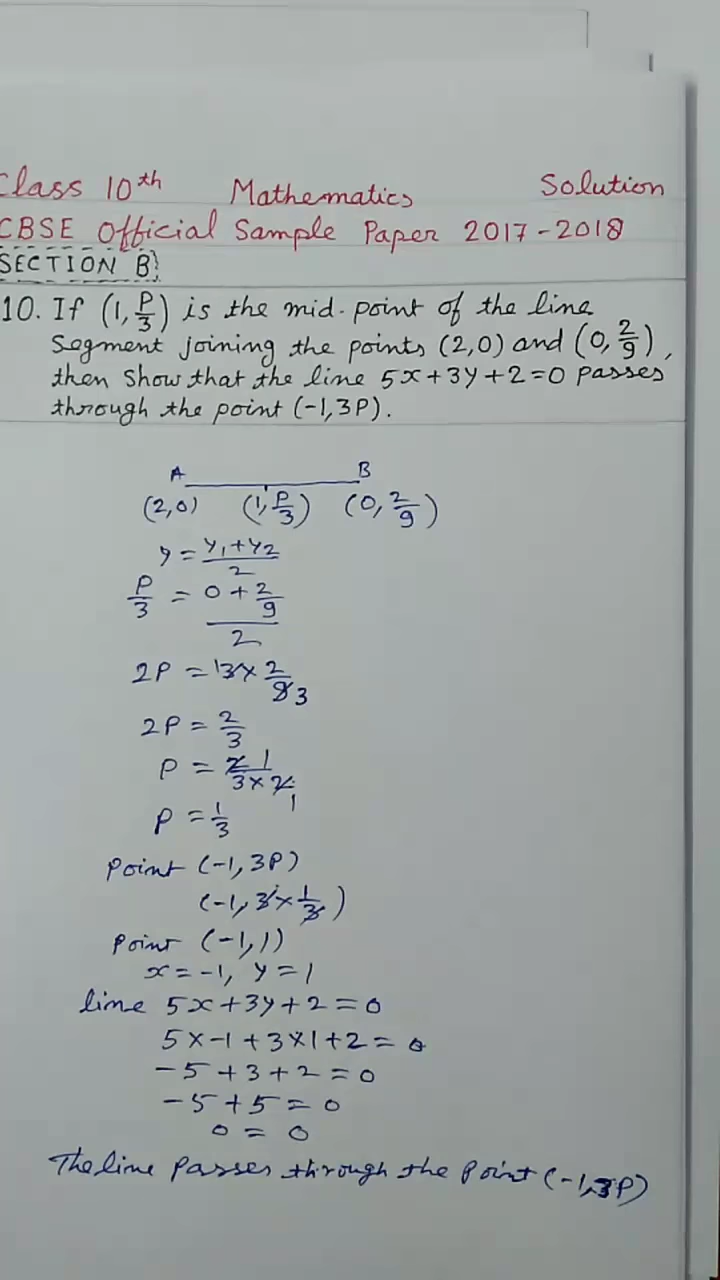 Class 10th Mathematics Solution
CBSE Official Sample Paper 2017-2018
SECTION B
10. If (1, P/3) is the mid-point of the line
Segment joining the points (2,0) and (0, 2/9),
then Show that the line 5x+3y+2=0 passes
through the point (-1,3P).
A B
(2,0) (1, P/3) (0, 2/9)
y = (y₁+y₂)/2
P/3 = (0 + 2/9)/2
2P = 3 × 2/9 3
2P = 2/3
P = 2 1/(3×2) 1
P = 1/3
Point (-1, 3P)
(-1, 3×1/3)
Point (-1,1)
x = -1, y = 1
line 5x+3y+2=0
5×-1+3×1+2=0
-5+3+2=0
-5+5=0
0=0
The line Passes through the Point (-1,3P)